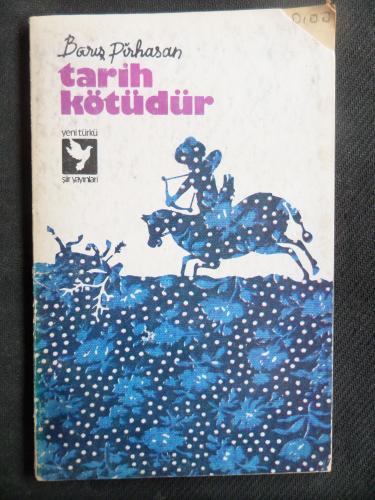 Barış Pirhasan
tarih
kötüdür
yeni türkü
şiir yayınları